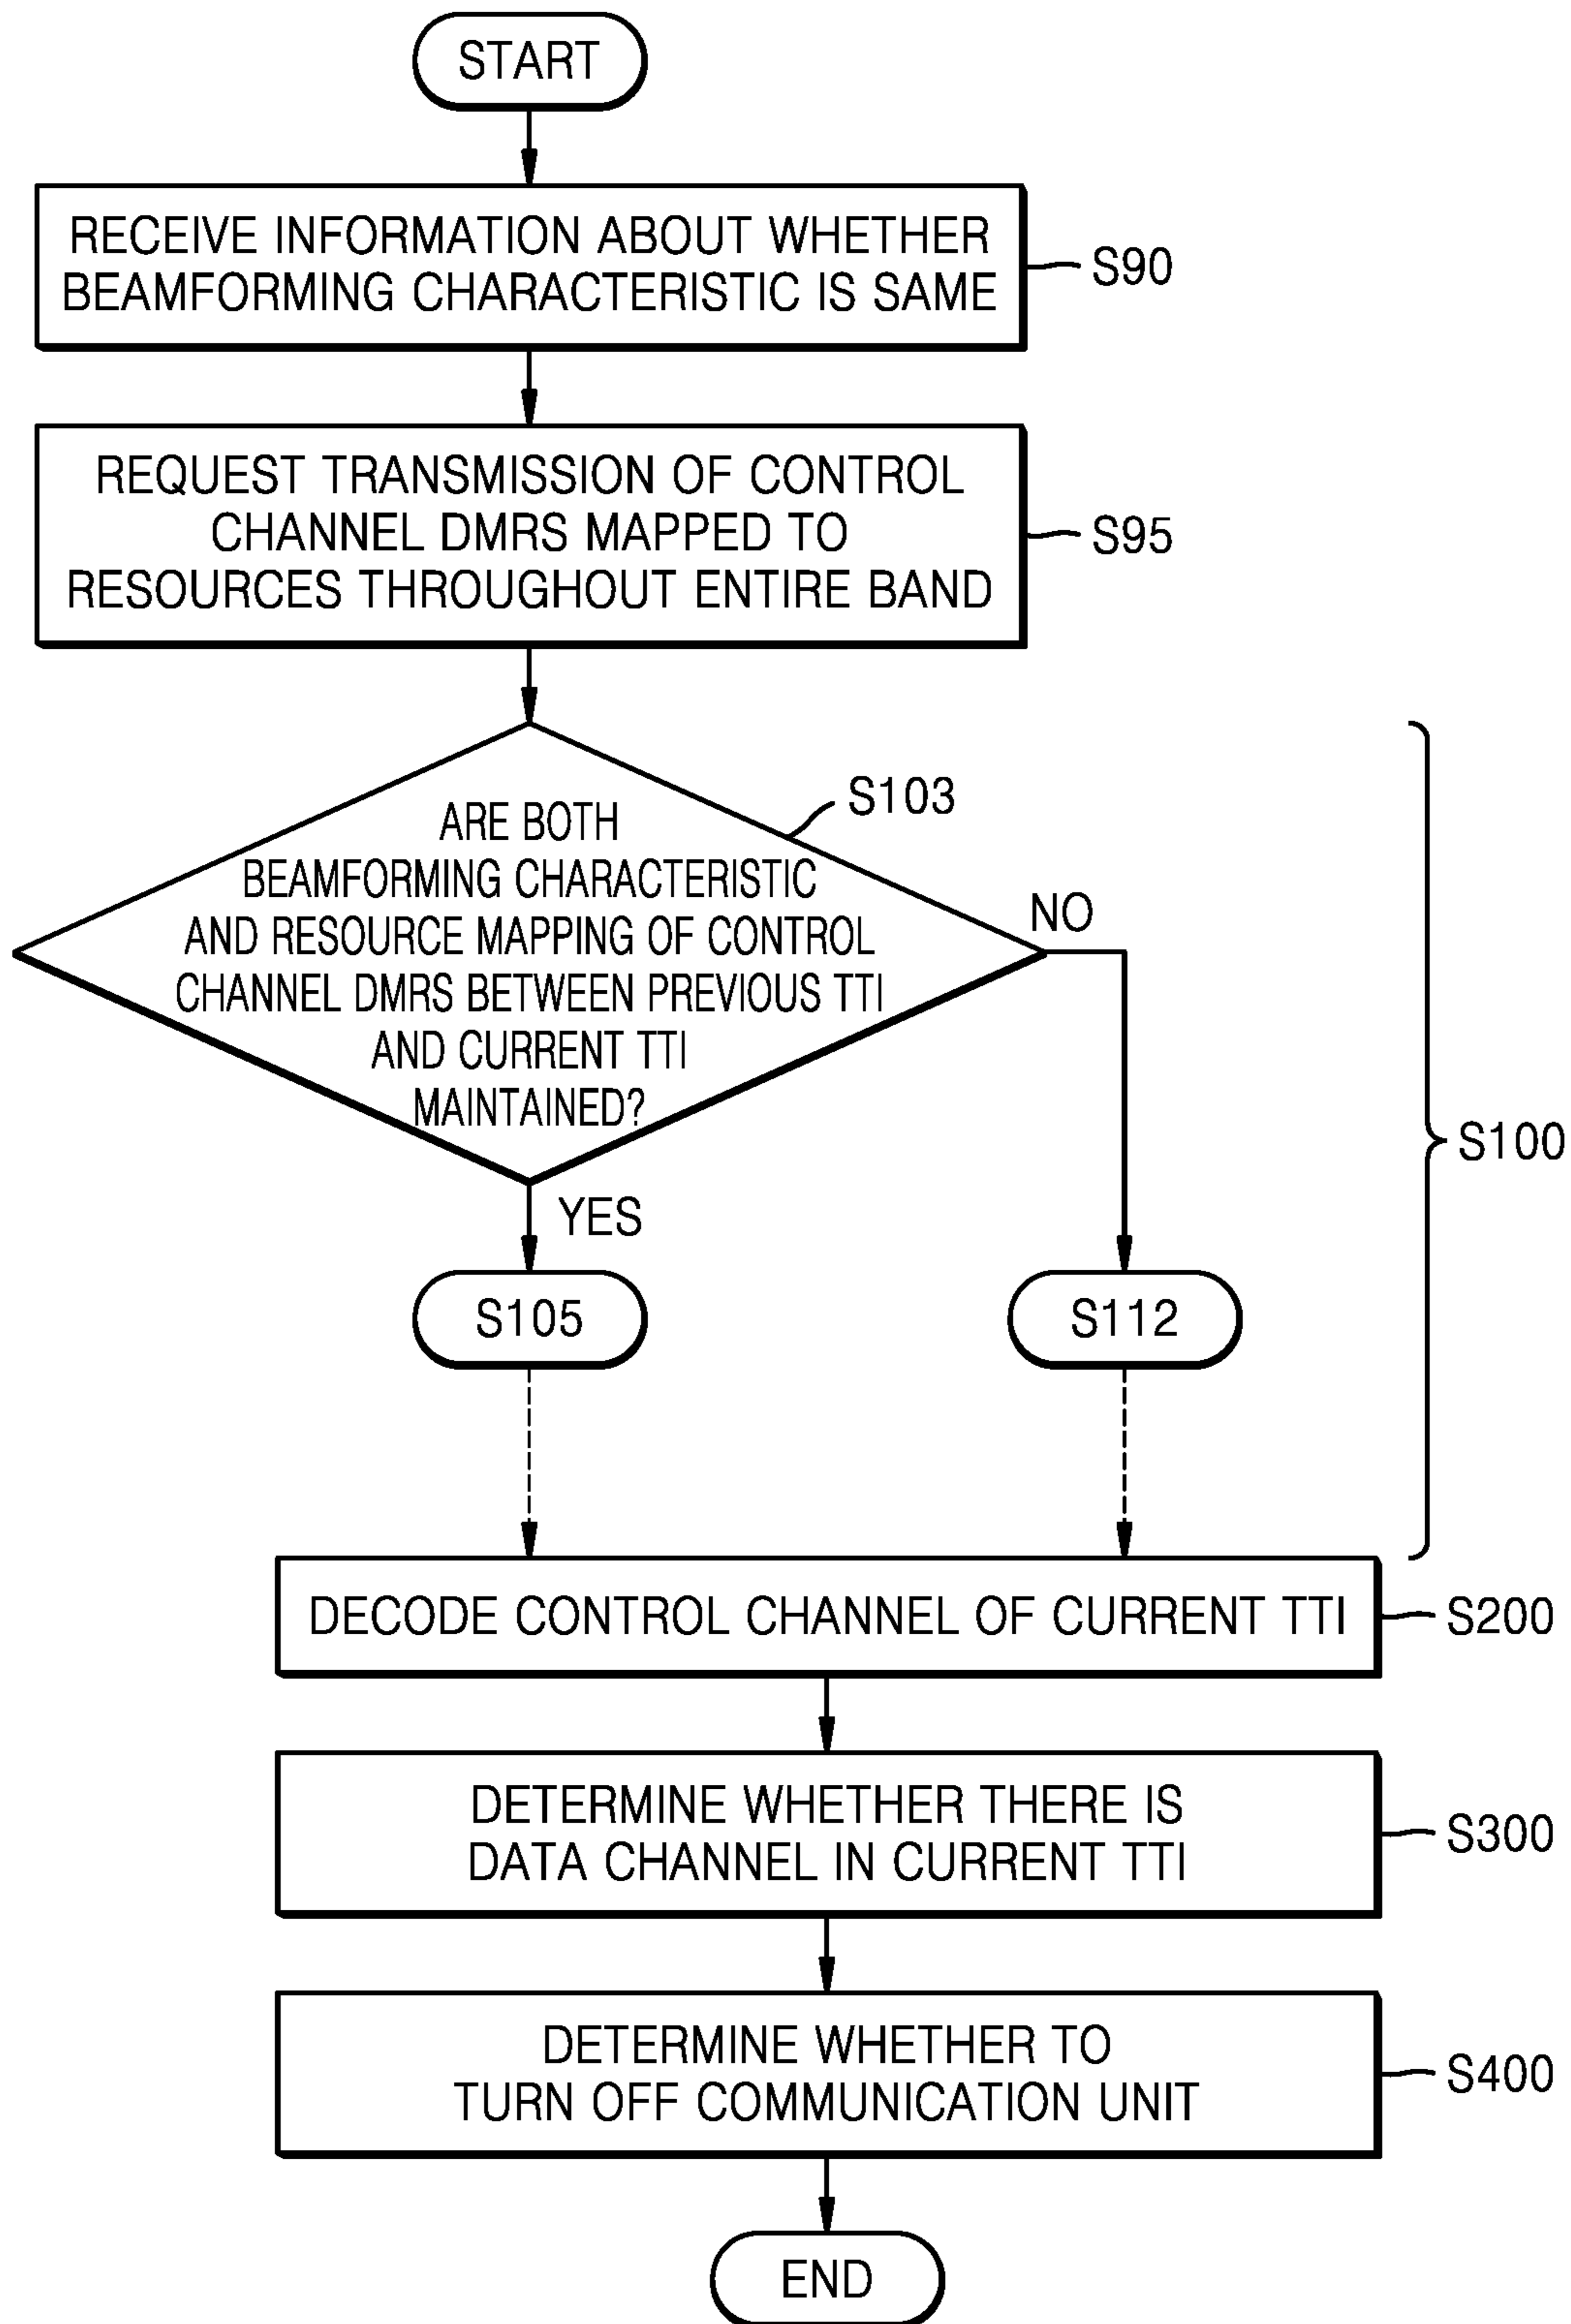 START
RECEIVE INFORMATION ABOUT WHETHER
BEAMFORMING CHARACTERISTIC IS SAME
S90
REQUEST TRANSMISSION OF CONTROL
CHANNEL DMRS MAPPED TO
RESOURCES THROUGHOUT ENTIRE BAND
S95
S103
ARE BOTH
BEAMFORMING CHARACTERISTIC
AND RESOURCE MAPPING OF CONTROL
CHANNEL DMRS BETWEEN PREVIOUS TTI
AND CURRENT TTI
MAINTAINED?
NO
YES
S100
S105
S112
DECODE CONTROL CHANNEL OF CURRENT TTI
S200
DETERMINE WHETHER THERE IS
DATA CHANNEL IN CURRENT TTI
S300
DETERMINE WHETHER TO
TURN OFF COMMUNICATION UNIT
S400
END